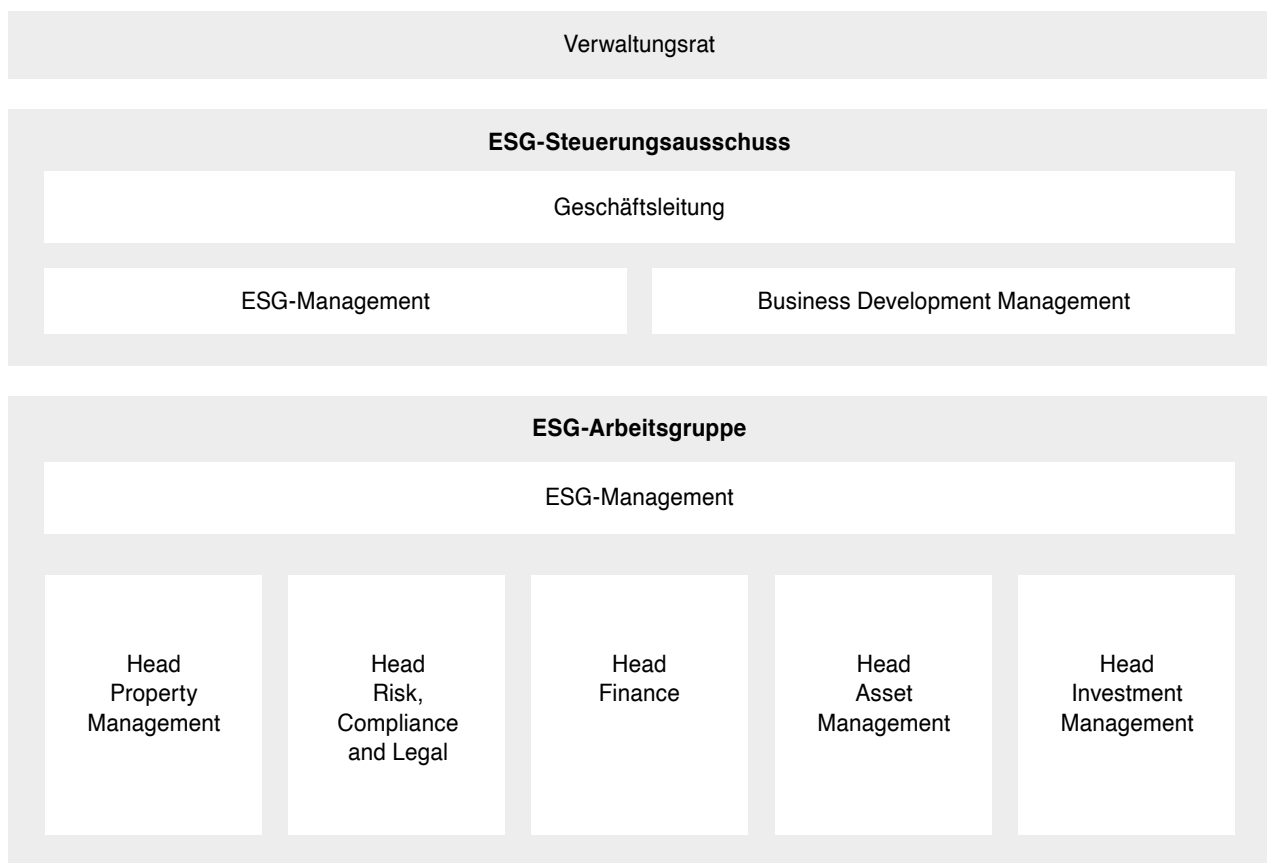 Verwaltungsrat
ESG-Steuerungsausschuss
Geschäftsleitung
ESG-Management
Business Development Management
ESG-Arbeitsgruppe
ESG-Management
Head
Property
Management
Head
Risk,
Compliance
and Legal
Head
Finance
Head
Asset
Management
Head
Investment
Management